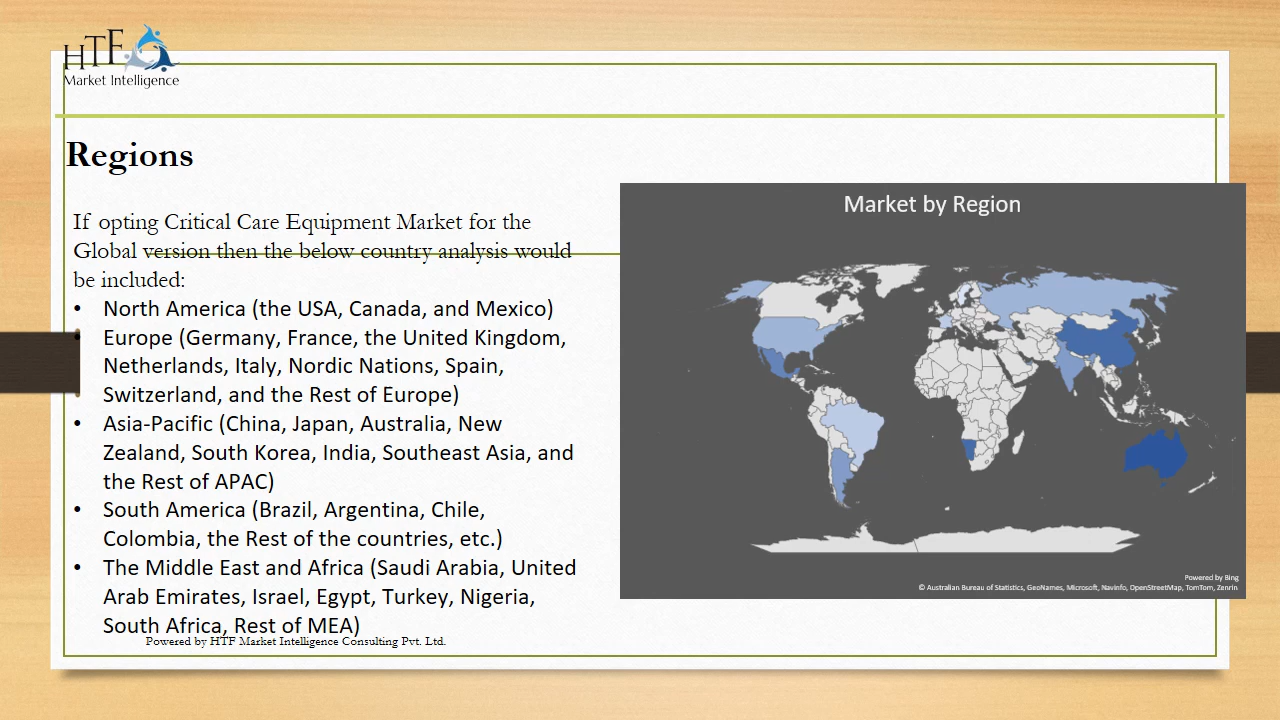 HTF
Market Intelligence
Regions
If opting Critical Care Equipment Market for the
Global version then the below country analysis would
be included:
• North America (the USA, Canada, and Mexico)
• Europe (Germany, France, the United Kingdom,
Netherlands, Italy, Nordic Nations, Spain,
Switzerland, and the Rest of Europe)
• Asia-Pacific (China, Japan, Australia, New
Zealand, South Korea, India, Southeast Asia, and
the Rest of APAC)
• South America (Brazil, Argentina, Chile,
Colombia, the Rest of the countries, etc.)
• The Middle East and Africa (Saudi Arabia, United
Arab Emirates, Israel, Egypt, Turkey, Nigeria,
South Africa, Rest of MEA)
Powered by HTF Market Intelligence Consulting Pvt. Ltd.
Market by Region
Powered by Bing
© Australian Bureau of Statistics, GeoNames, Microsoft, Navinfo, OpenStreetMap, TomTom, Zenrin